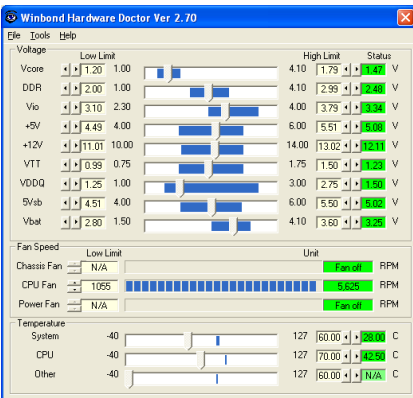 Winbond Hardware Doctor Ver 2.70
File Tools Help
Voltage
Low Limit High Limit Status
Vcore 1.20 1.00 4.10 1.79 1.47 V
DDR 2.00 1.00 4.10 2.99 2.48 V
Vio 3.10 2.30 4.00 3.79 3.34 V
+5V 4.49 4.00 6.00 5.51 5.08 V
+12V 11.01 10.00 14.00 13.02 12.11 V
VTT 0.99 0.75 1.75 1.50 1.23 V
VDDQ 1.25 1.00 3.00 2.75 1.50 V
5Vsb 4.51 4.00 6.00 5.50 5.02 V
Vbat 2.80 1.50 4.10 3.60 3.25 V
Fan Speed
Low Limit Unit
Chassis Fan N/A Fan off RPM
CPU Fan 1055 5,625 RPM
Power Fan N/A Fan off RPM
Temperature
System -40 127 60.00 28.00 C
CPU -40 127 70.00 42.50 C
Other -40 127 60.00 N/A C